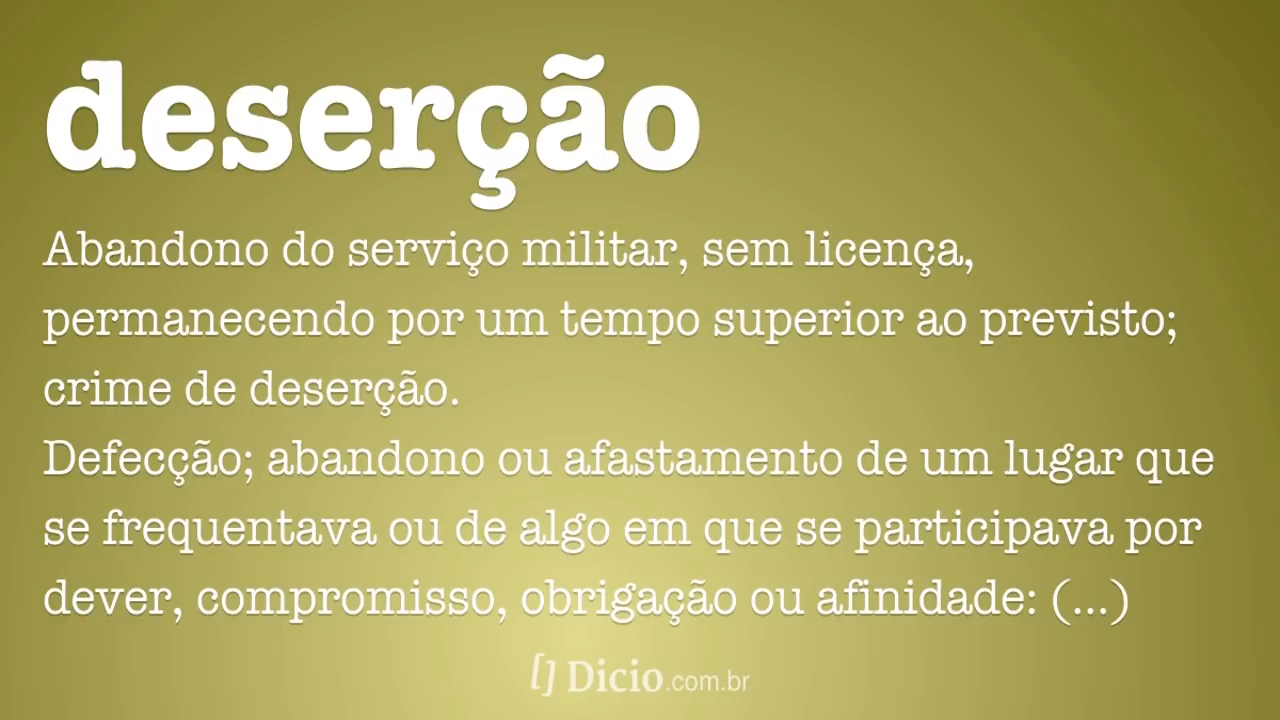 deserção
Abandono do serviço militar, sem licença,
permanecendo por um tempo superior ao previsto;
crime de deserção.
Defecção; abandono ou afastamento de um lugar que
se frequentava ou de algo em que se participava por
dever, compromisso, obrigação ou afinidade: (...)
[] Dicio.com.br